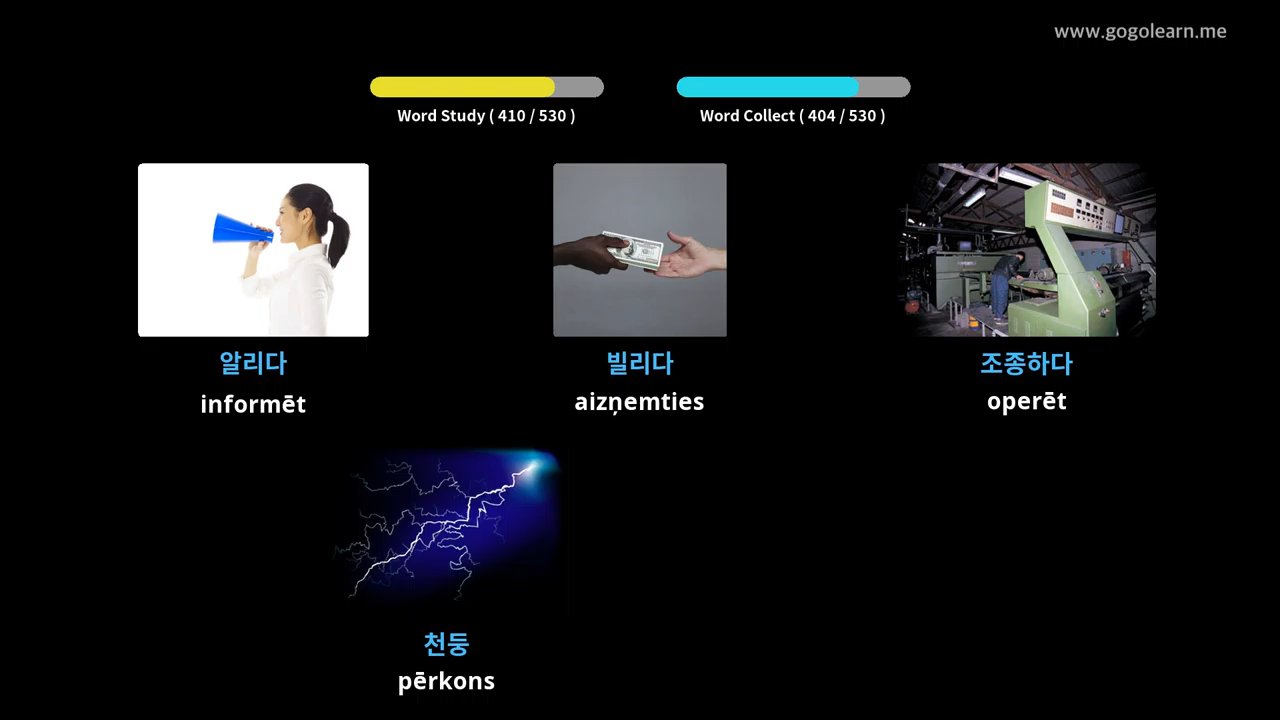 www.gogolearn.me
Word Study ( 410 / 530 )
Word Collect ( 404 / 530 )
알리다
informēt
빌리다
aizņemties
조종하다
operēt
천둥
pērkons